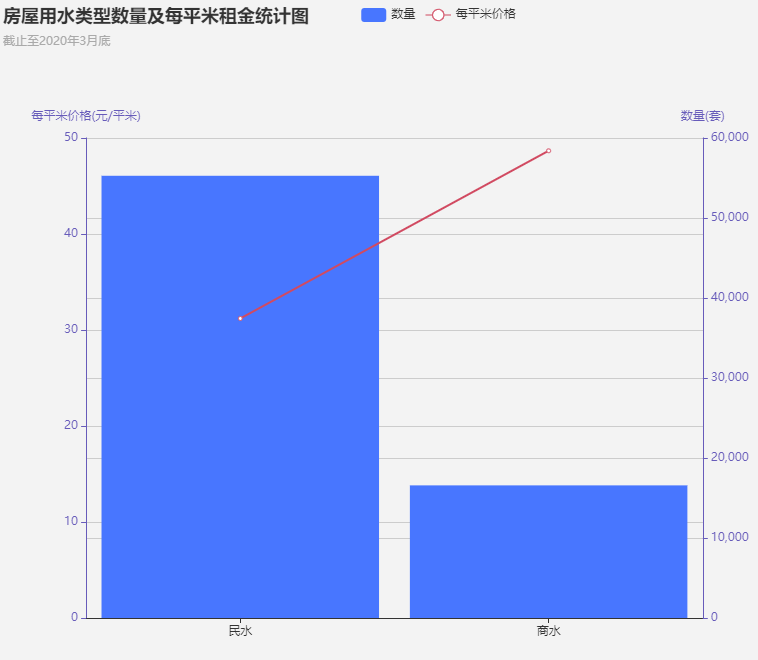 房屋用水类型数量及每平米租金统计图
截止至2020年3月底
数量 每平米价格
每平米价格(元/平米) 数量(套)
50 60,000
50,000
40
40,000
30
30,000
20
20,000
10
10,000
0 0
民水 商水